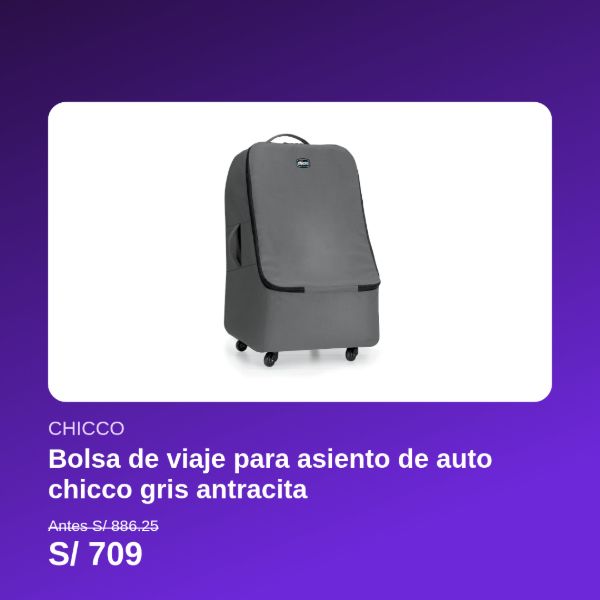 CHICCO
Bolsa de viaje para asiento de auto
chicco gris antracita
Antes S/ 886.25
S/ 709